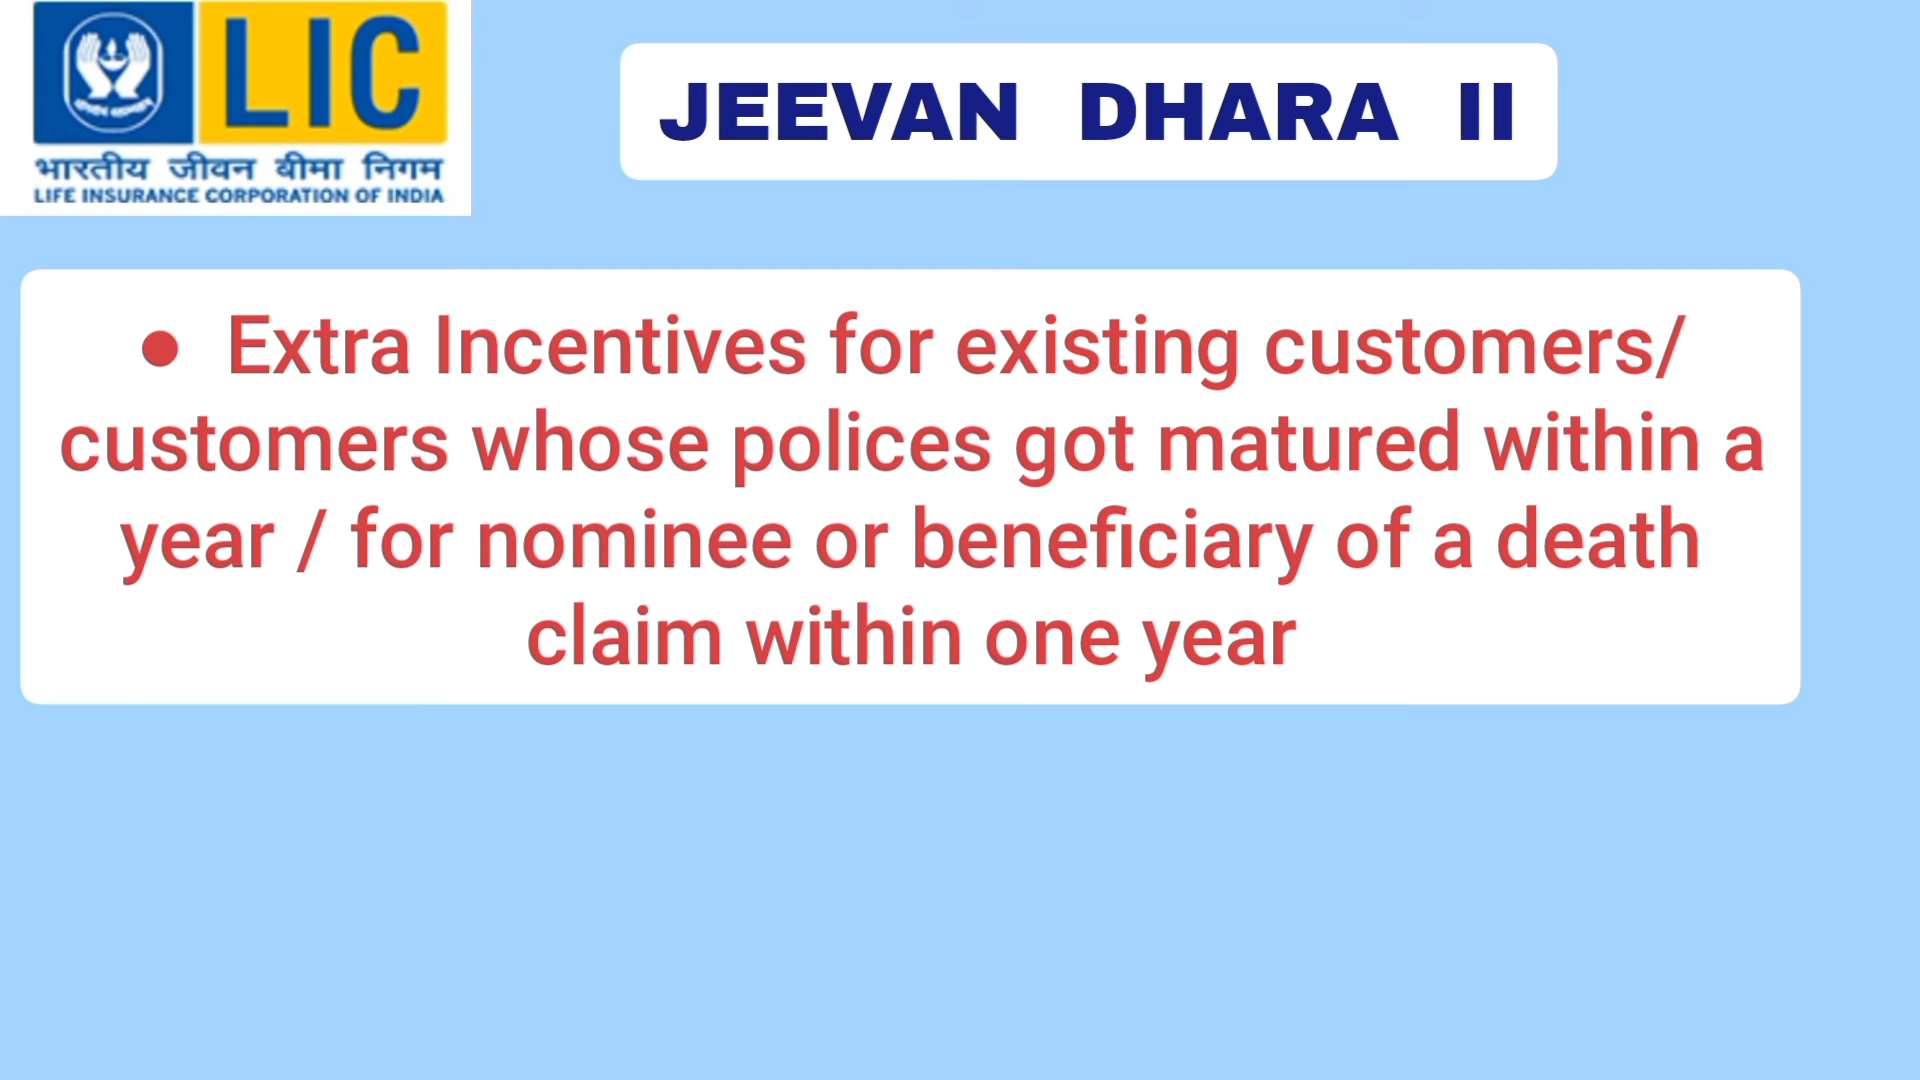 LIC
भारतीय जीवन बीमा निगम
LIFE INSURANCE CORPORATION OF INDIA
JEEVAN DHARA II
● Extra Incentives for existing customers/
customers whose polices got matured within a
year / for nominee or beneficiary of a death
claim within one year